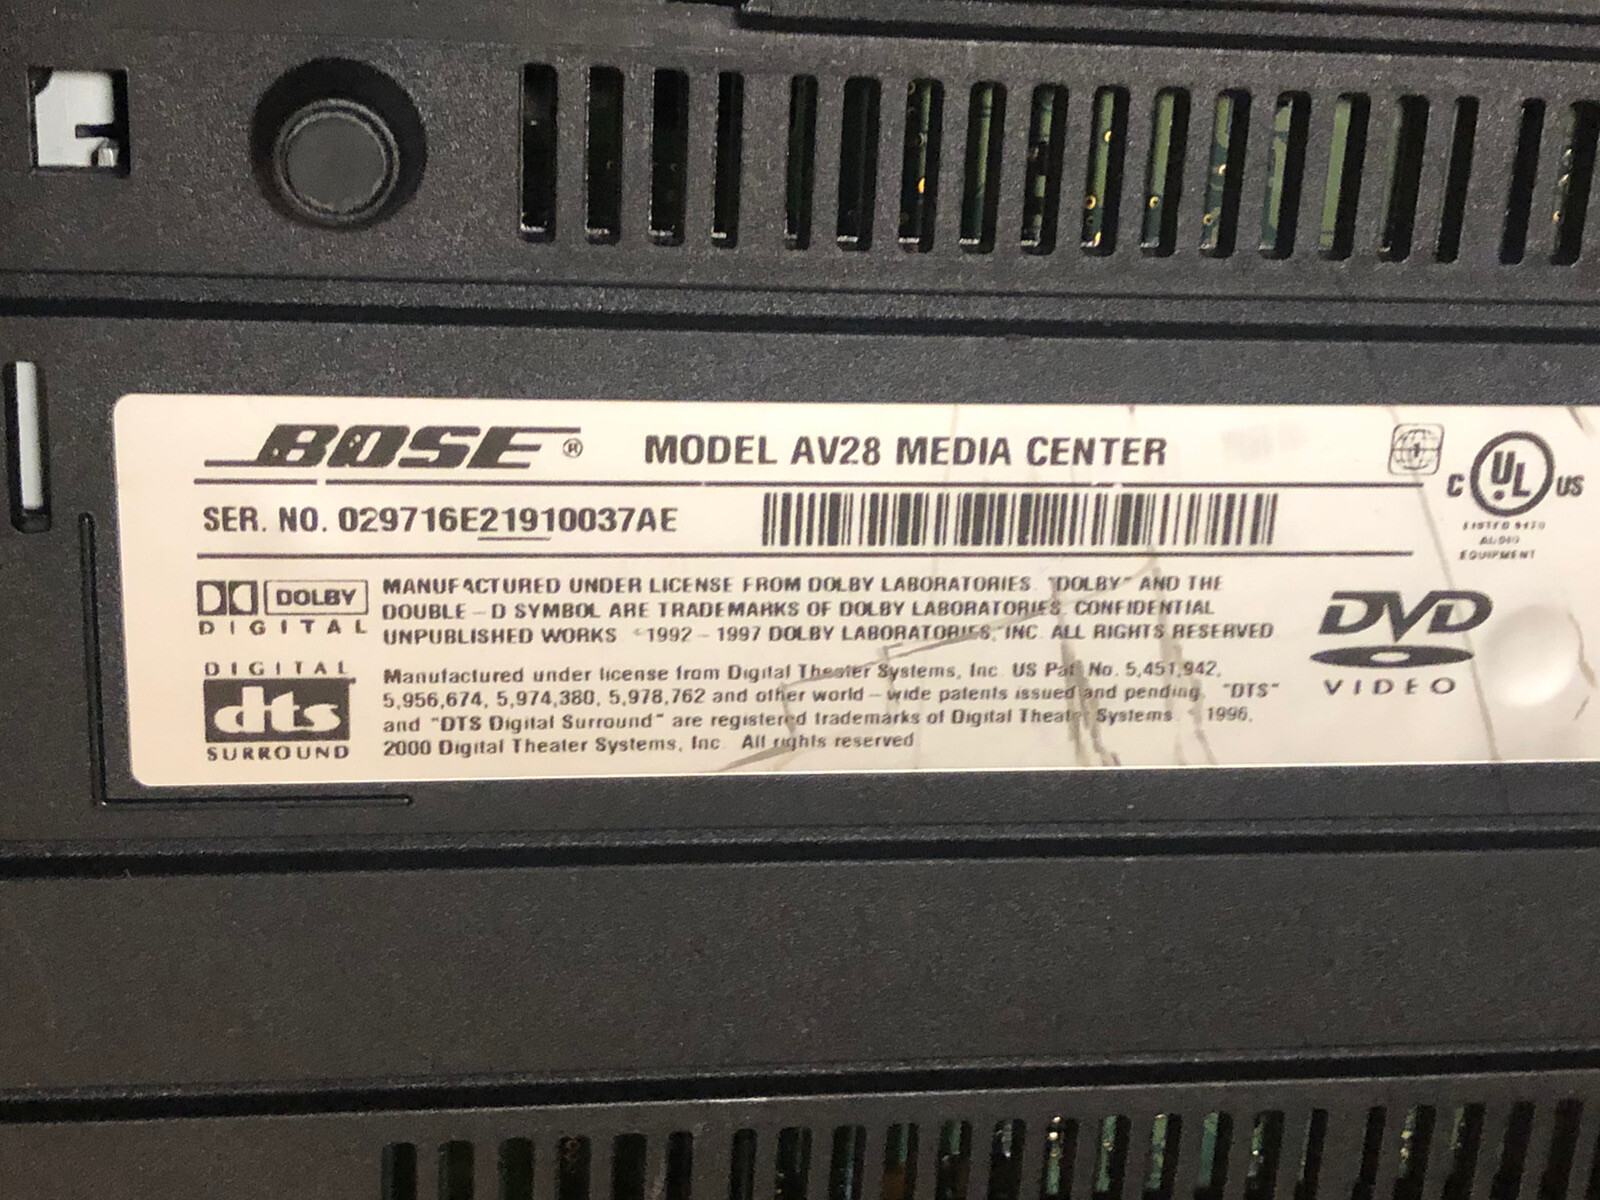 BOSE® MODEL AV28 MEDIA CENTER
SER. NO. 029716E21910037AE
C UL US
LISTED 9470
AUDIO
EQUIPMENT
DOLBY
DIGITAL
MANUFACTURED UNDER LICENSE FROM DOLBY LABORATORIES. "DOLBY" AND THE
DOUBLE-D SYMBOL ARE TRADEMARKS OF DOLBY LABORATORIES. CONFIDENTIAL
UNPUBLISHED WORKS ©1992-1997 DOLBY LABORATORIES, INC. ALL RIGHTS RESERVED
DIGITAL
dts
SURROUND
Manufactured under license from Digital Theater Systems, Inc. US Pat. No. 5,451,942,
5,956,674, 5,974,380, 5,978,762 and other world-wide patents issued and pending. "DTS"
and "DTS Digital Surround" are registered trademarks of Digital Theater Systems. © 1996,
2000 Digital Theater Systems, Inc. All rights reserved
DVD
VIDEO